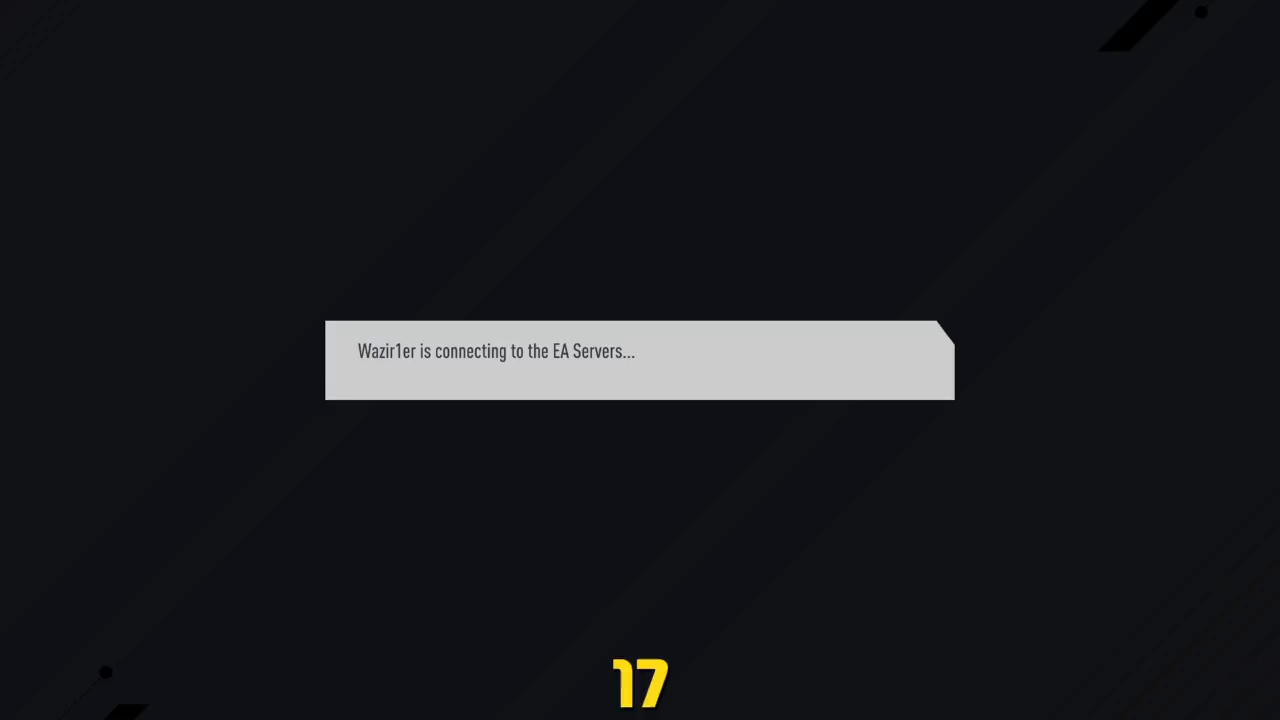 Wazir1er is connecting to the EA Servers...
17